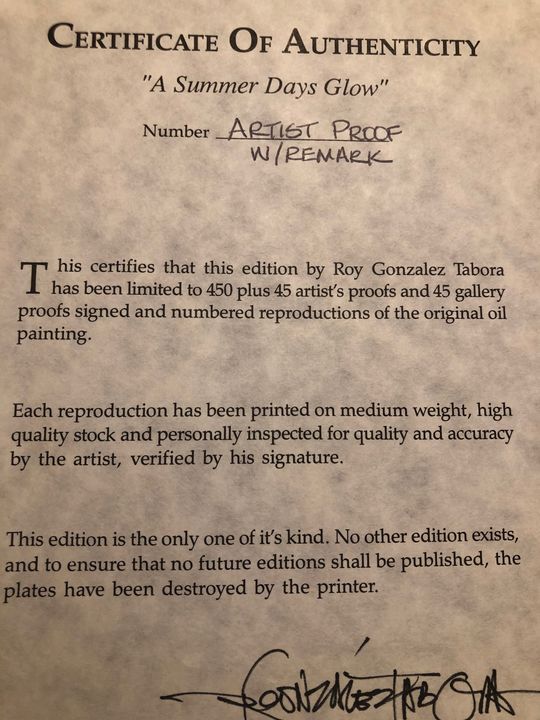 CERTIFICATE OF AUTHENTICITY
"A Summer Days Glow"
Number ARTIST PROOF
W/REMARK
This certifies that this edition by Roy Gonzalez Tabora
has been limited to 450 plus 45 artist's proofs and 45 gallery
proofs signed and numbered reproductions of the original oil
painting.
Each reproduction has been printed on medium weight, high
quality stock and personally inspected for quality and accuracy
by the artist, verified by his signature.
This edition is the only one of it's kind. No other edition exists,
and to ensure that no future editions shall be published, the
plates have been destroyed by the printer.
GONZALEZ TABORA